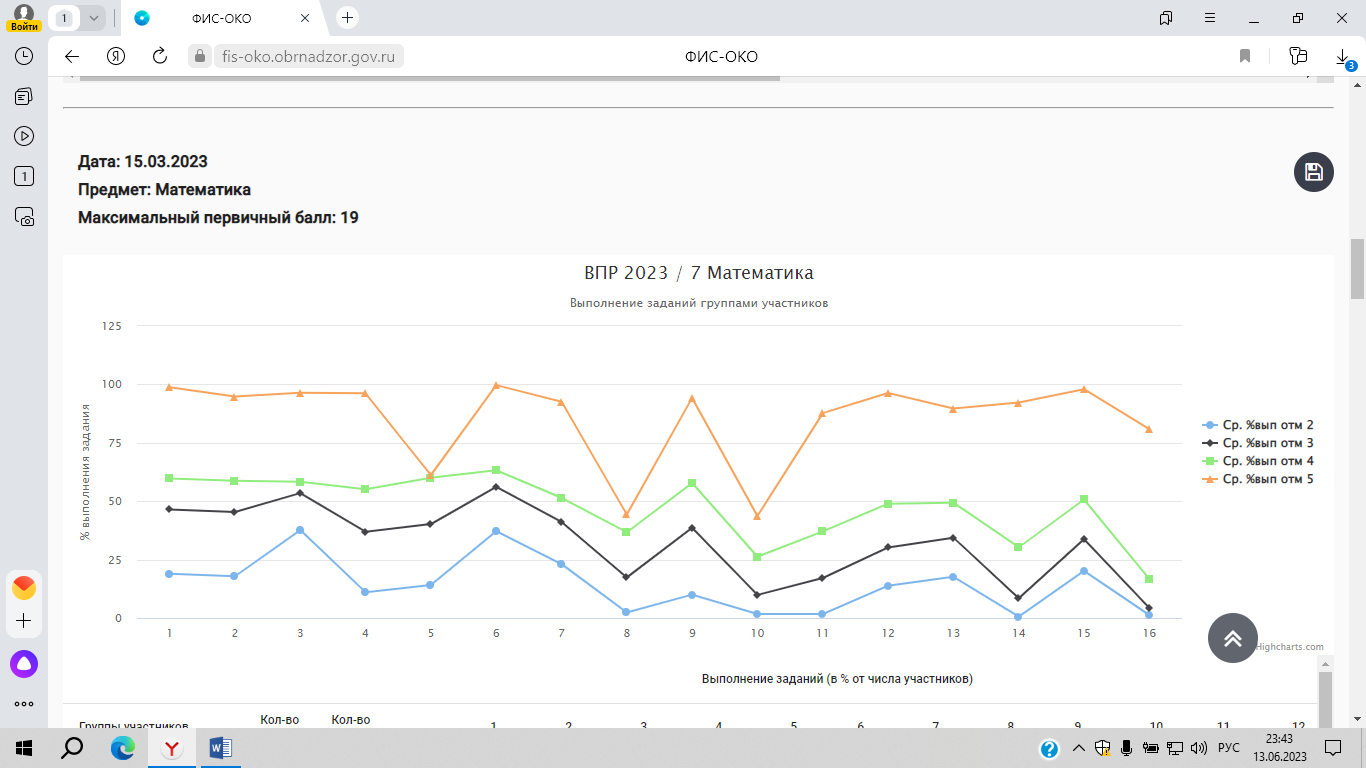 Войти
1
ФИС-ОКО
fis-oko.obrnadzor.gov.ru
ФИС-ОКО
3
1
Дата: 15.03.2023
Предмет: Математика
Максимальный первичный балл: 19
ВПР 2023 / 7 Математика
Выполнение заданий группами участников
% выполнения задания
125
100
75
50
25
0
1 2 3 4 5 6 7 8 9 10 11 12 13 14 15 16
Ср. %вып отм 2
Ср. %вып отм 3
Ср. %вып отм 4
Ср. %вып отм 5
Highcharts.com
Выполнение заданий (в % от числа участников)
Группы участников Кол-во Кол-во 1 2 3 4 5 6 7 8 9 10 11 12
РУС
23:43
13.06.2023